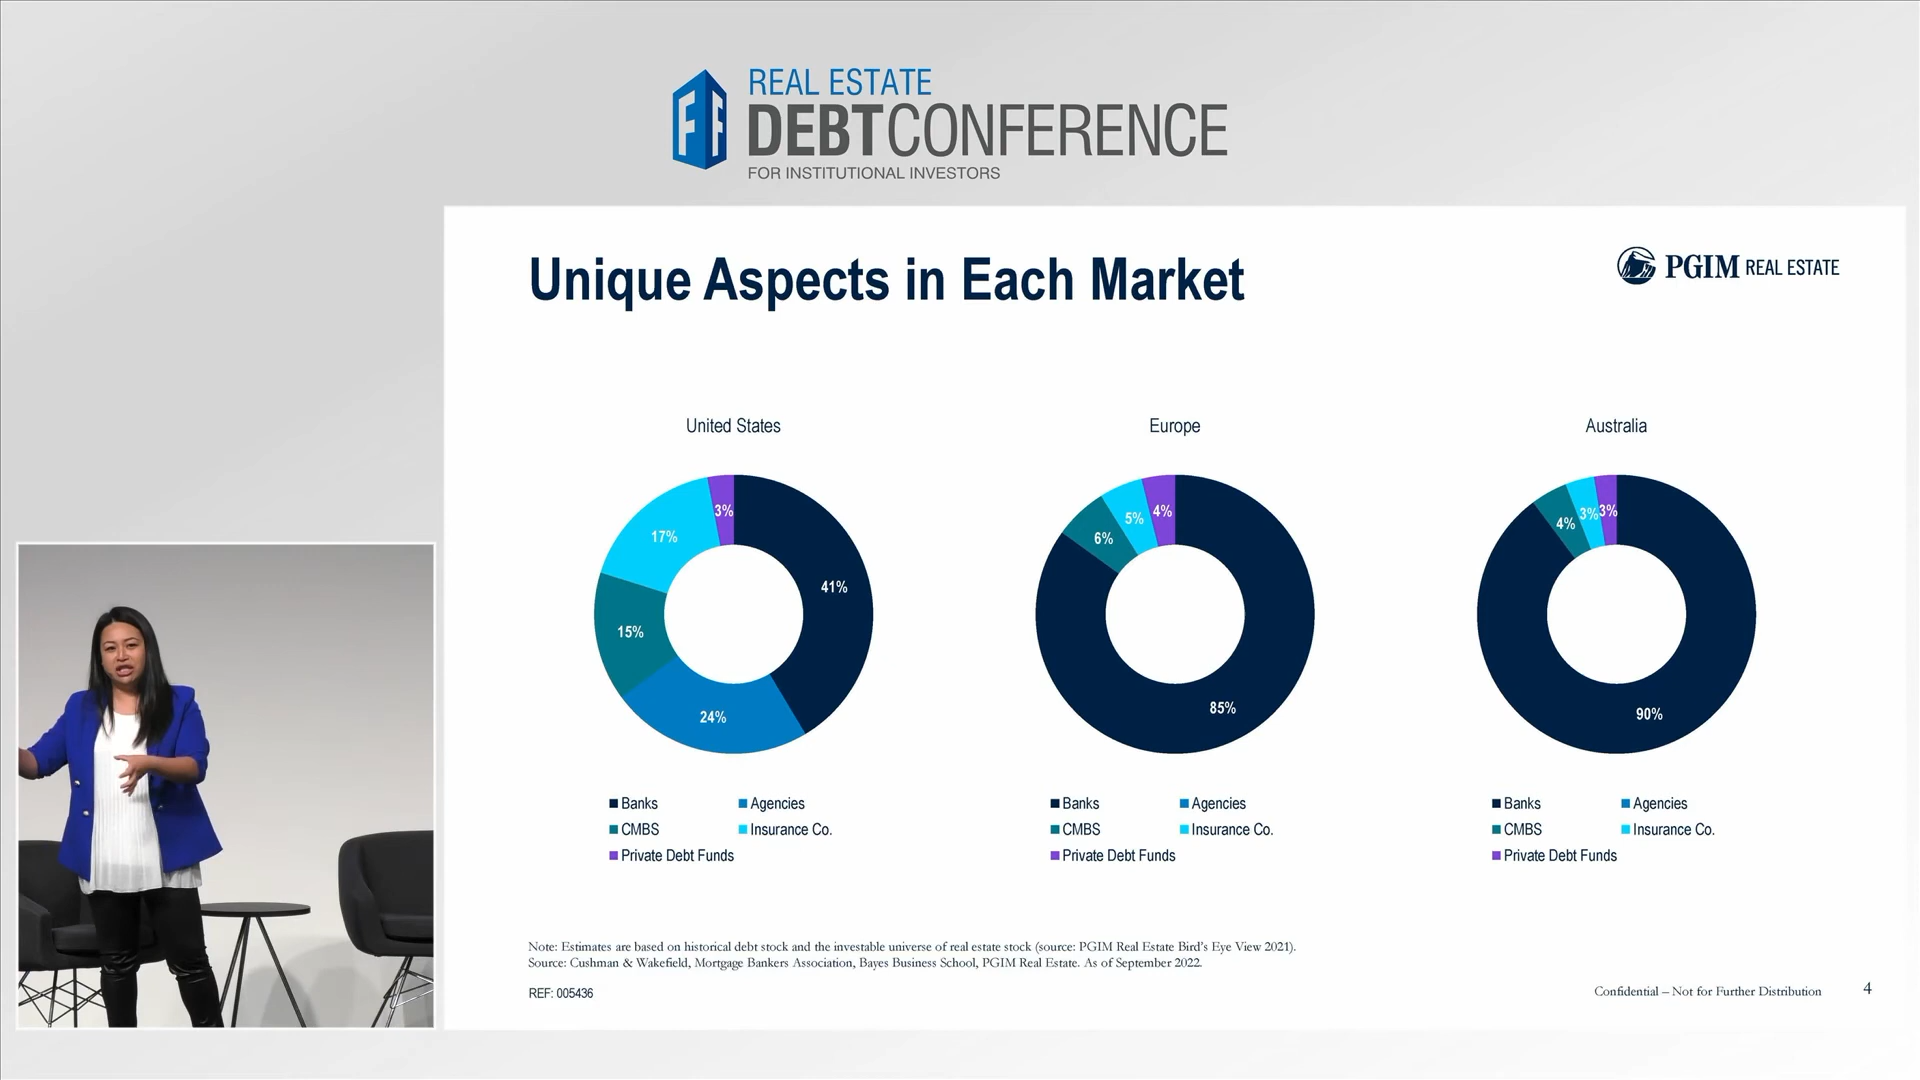 REAL ESTATE
DEBTCONFERENCE
FOR INSTITUTIONAL INVESTORS
Unique Aspects in Each Market
PGIM REAL ESTATE
United States
3%
17%
41%
15%
24%
Banks
Agencies
CMBS
Insurance Co.
Private Debt Funds
Europe
4%
5%
6%
85%
Banks
Agencies
CMBS
Insurance Co.
Private Debt Funds
Australia
3%
3%
4%
90%
Banks
Agencies
CMBS
Insurance Co.
Private Debt Funds
Note: Estimates are based on historical debt stock and the investable universe of real estate stock (source: PGIM Real Estate Bird's Eye View 2021).
Source: Cushman & Wakefield, Mortgage Bankers Association, Bayes Business School, PGIM Real Estate. As of September 2022.
REF: 005436
Confidential – Not for Further Distribution
4